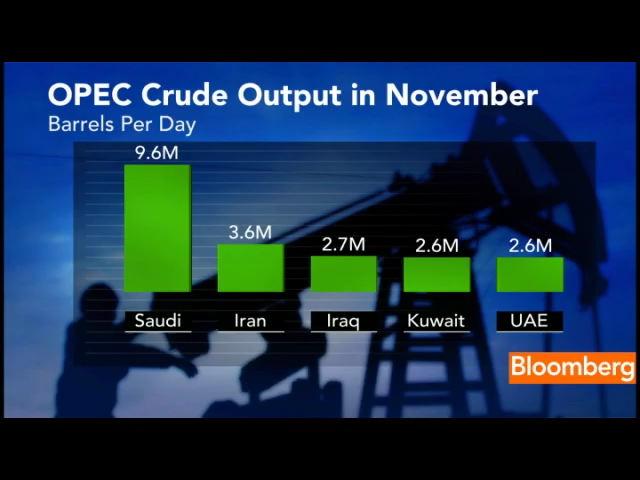 OPEC Crude Output in November
Barrels Per Day
9.6M
3.6M
2.7M
2.6M
2.6M
Saudi
Iran
Iraq
Kuwait
UAE
Bloomberg